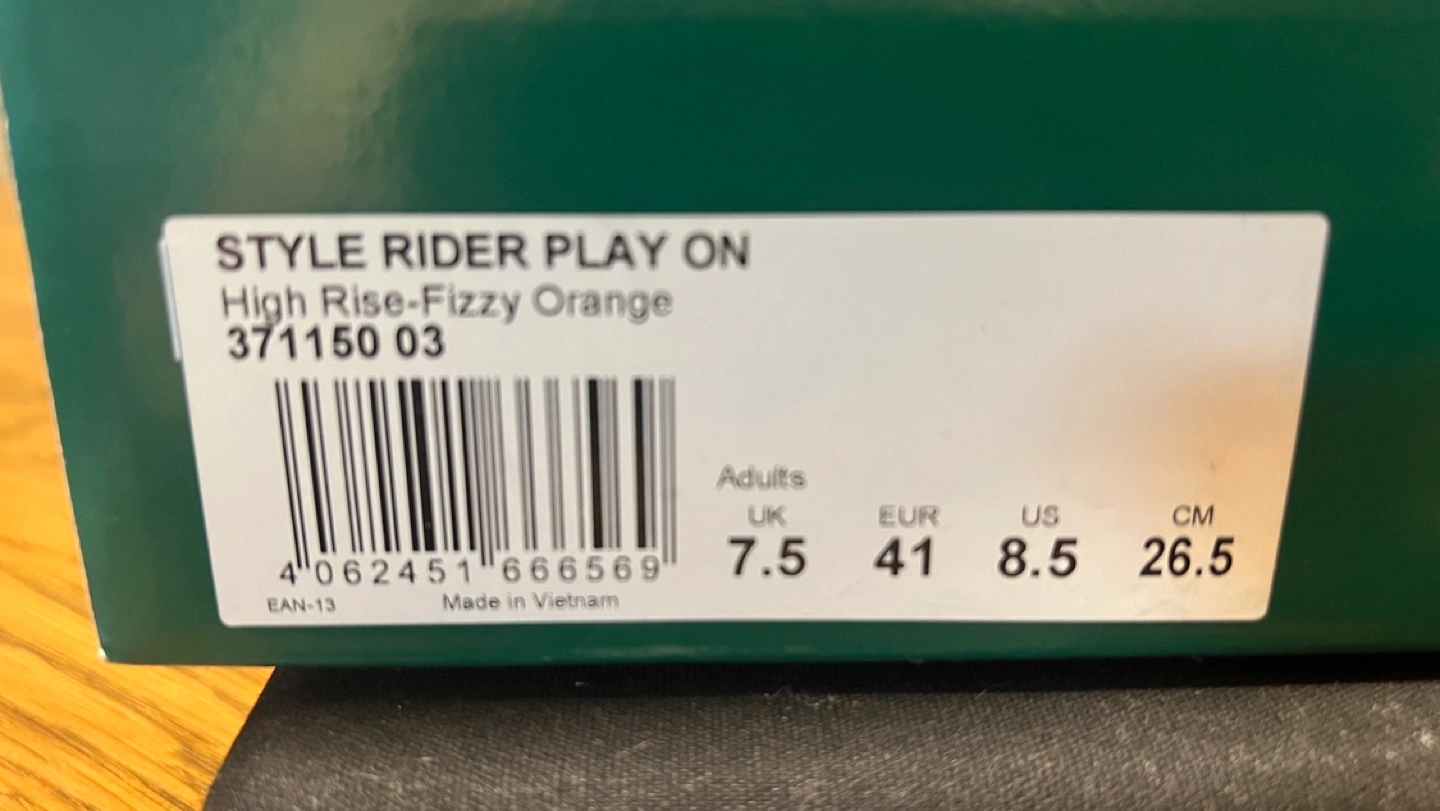 STYLE RIDER PLAY ON
High Rise-Fizzy Orange
371150 03
Adults
UK EUR US CM
7.5 41 8.5 26.5
4 062451 666569
EAN-13 Made in Vietnam